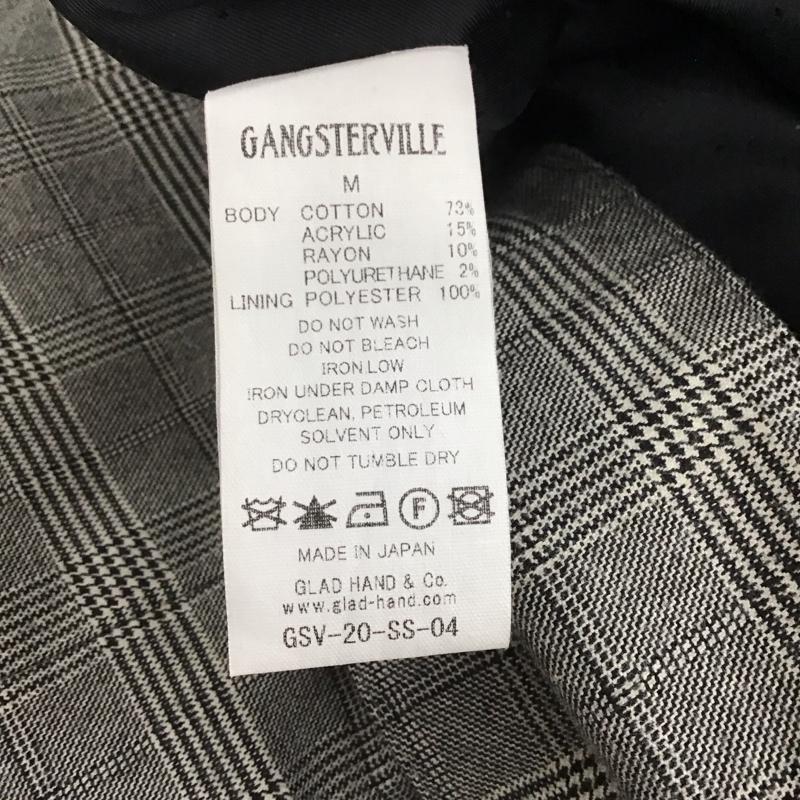 GANGSTERVILLE
M
BODY COTTON 73%
ACRYLIC 15%
RAYON 10%
POLYURETHANE 2%
LINING POLYESTER 100%
DO NOT WASH
DO NOT BLEACH
IRON LOW
IRON UNDER DAMP CLOTH
DRYCLEAN, PETROLEUM
SOLVENT ONLY
DO NOT TUMBLE DRY
F
MADE IN JAPAN
GLAD HAND & Co.
www.glad-hand.com
GSV-20-SS-04